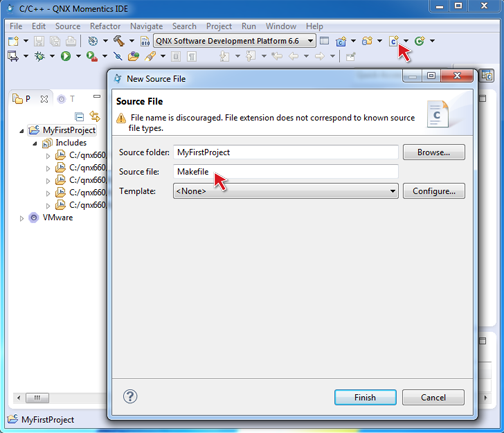 C/C++ - QNX Momentics IDE
File Edit Source Refactor Navigate Search Project Run Window Help
QNX Software Development Platform 6.6
P T
New Source File
Source File
File name is discouraged. File extension does not correspond to known source
file types.
MyFirstProject
Includes
C:/qnx660
C:/qnx660
C:/qnx660
C:/qnx660
C:/qnx660
VMware
Source folder: MyFirstProject Browse...
Source file: Makefile
Template: <None> Configure...
Finish Cancel
MyFirstProject